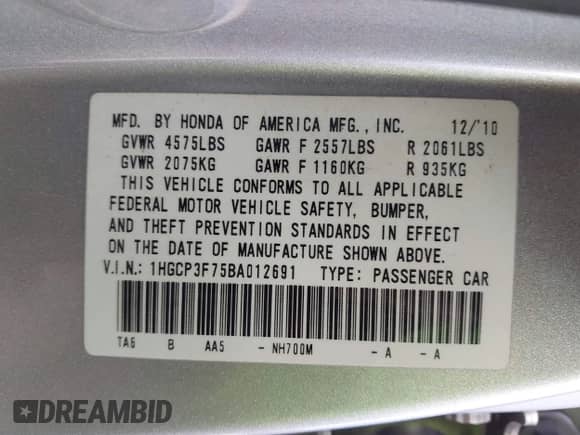 MFD. BY HONDA OF AMERICA MFG., INC. 12/'10
GVWR 4575LBS GAWR F 2557LBS R 2061LBS
GVWR 2075KG GAWR F 1160KG R 935KG
THIS VEHICLE CONFORMS TO ALL APPLICABLE
FEDERAL MOTOR VEHICLE SAFETY, BUMPER,
AND THEFT PREVENTION STANDARDS IN EFFECT
ON THE DATE OF MANUFACTURE SHOWN ABOVE.
V.I.N.: 1HGCP3F75BA012691 TYPE: PASSENGER CAR
TA6 B AA5 - NH700M - A - A
DREAMBID